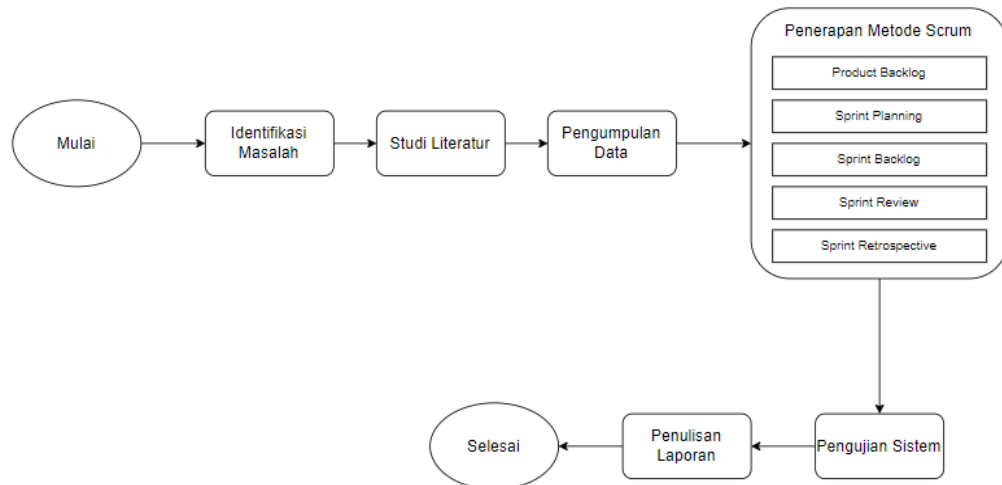 Mulai
Identifikasi
Masalah
Studi Literatur
Pengumpulan
Data
Penerapan Metode Scrum
Product Backlog
Sprint Planning
Sprint Backlog
Sprint Review
Sprint Retrospective
Pengujian Sistem
Penulisan
Laporan
Selesai